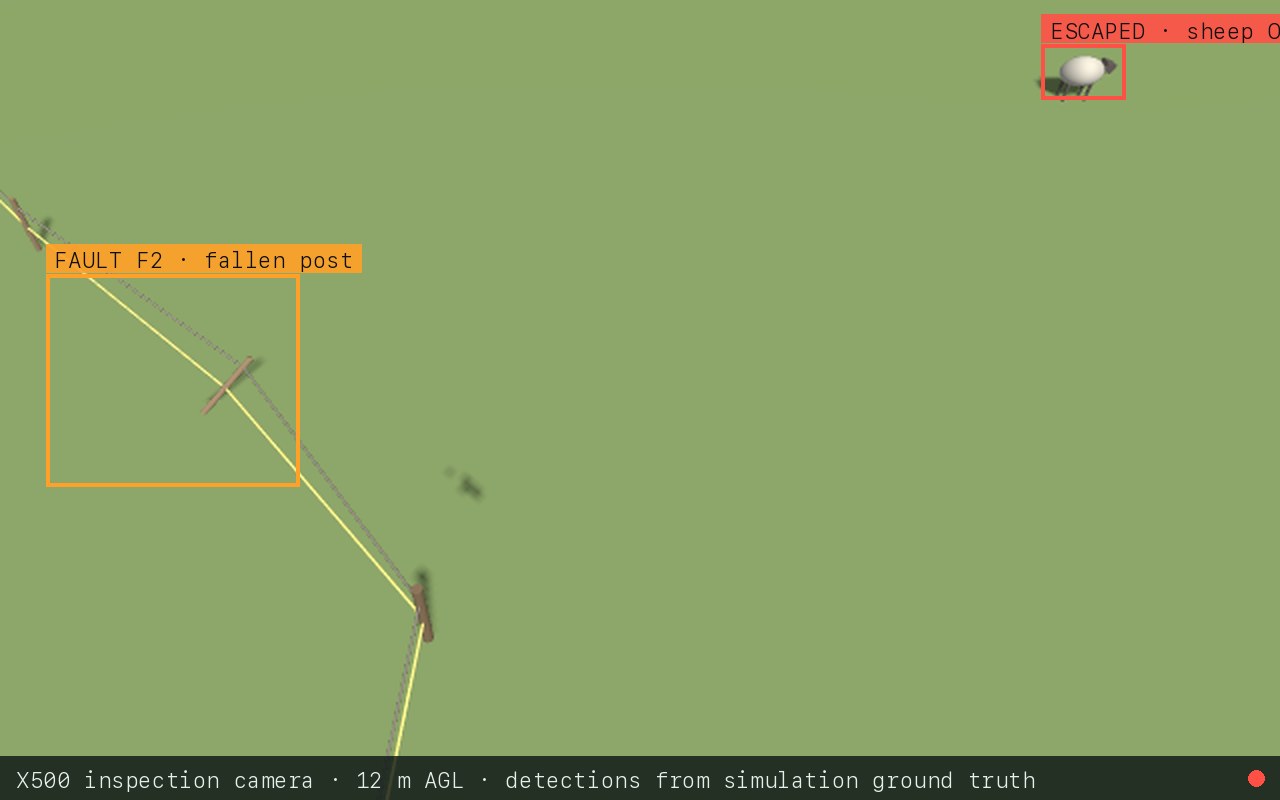 ESCAPED · sheep
FAULT F2 · fallen post
X500 inspection camera · 12 m AGL · detections from simulation ground truth